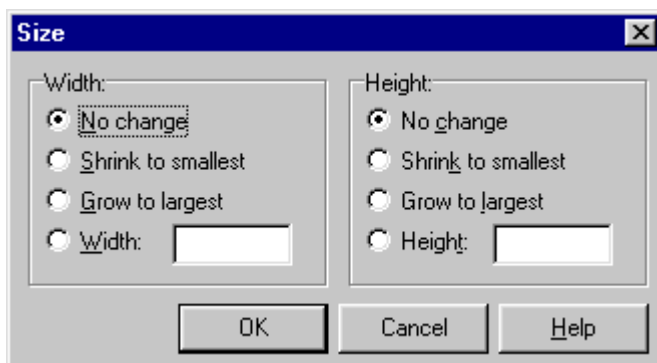 Size
Width:
No change
Shrink to smallest
Grow to largest
Width:
Height:
No change
Shrink to smallest
Grow to largest
Height:
OK Cancel Help